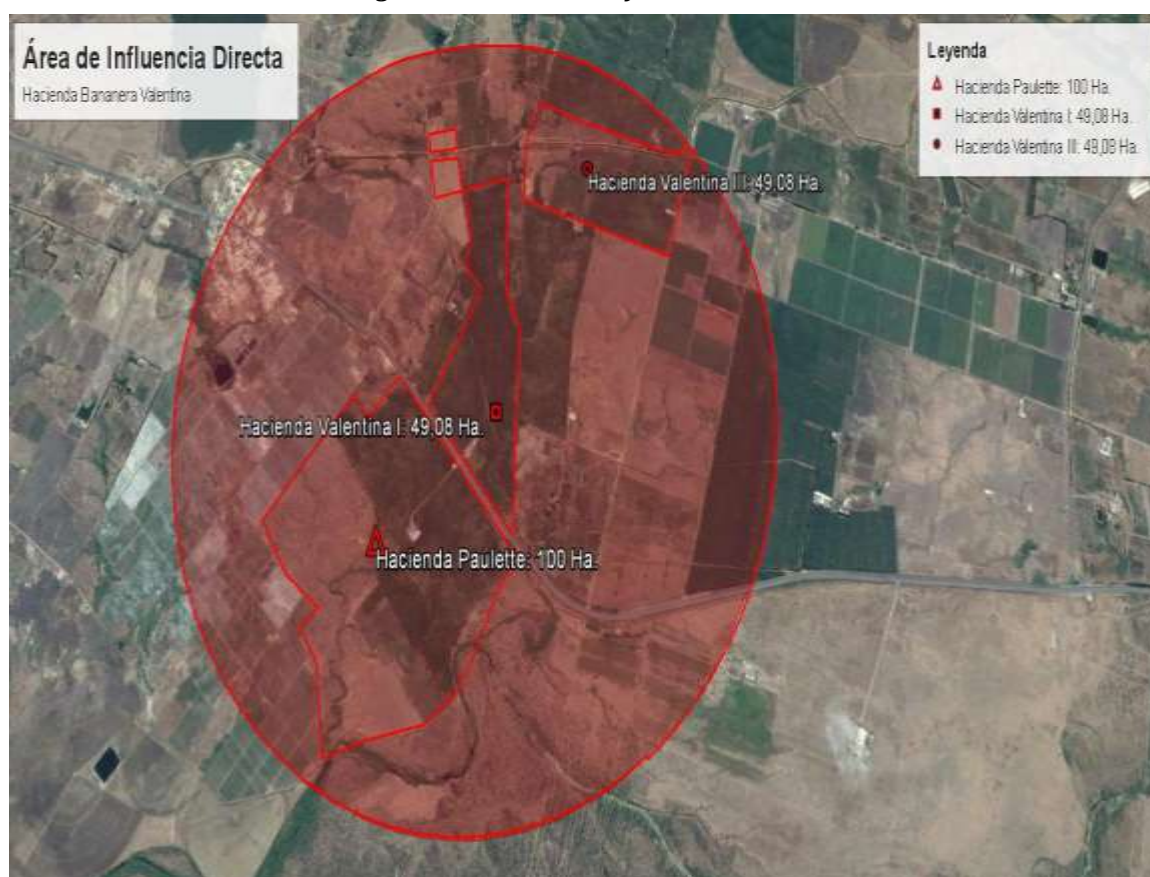 Área de Influencia Directa
Hacienda Bananera Valentina
Leyenda
Hacienda Paulette: 100 Ha.
Hacienda Valentina I: 49,08 Ha.
Hacienda Valentina III: 49,08 Ha.
Hacienda Valentina III: 49,08 Ha.
Hacienda Valentina I: 49,08 Ha.
Hacienda Paulette: 100 Ha.